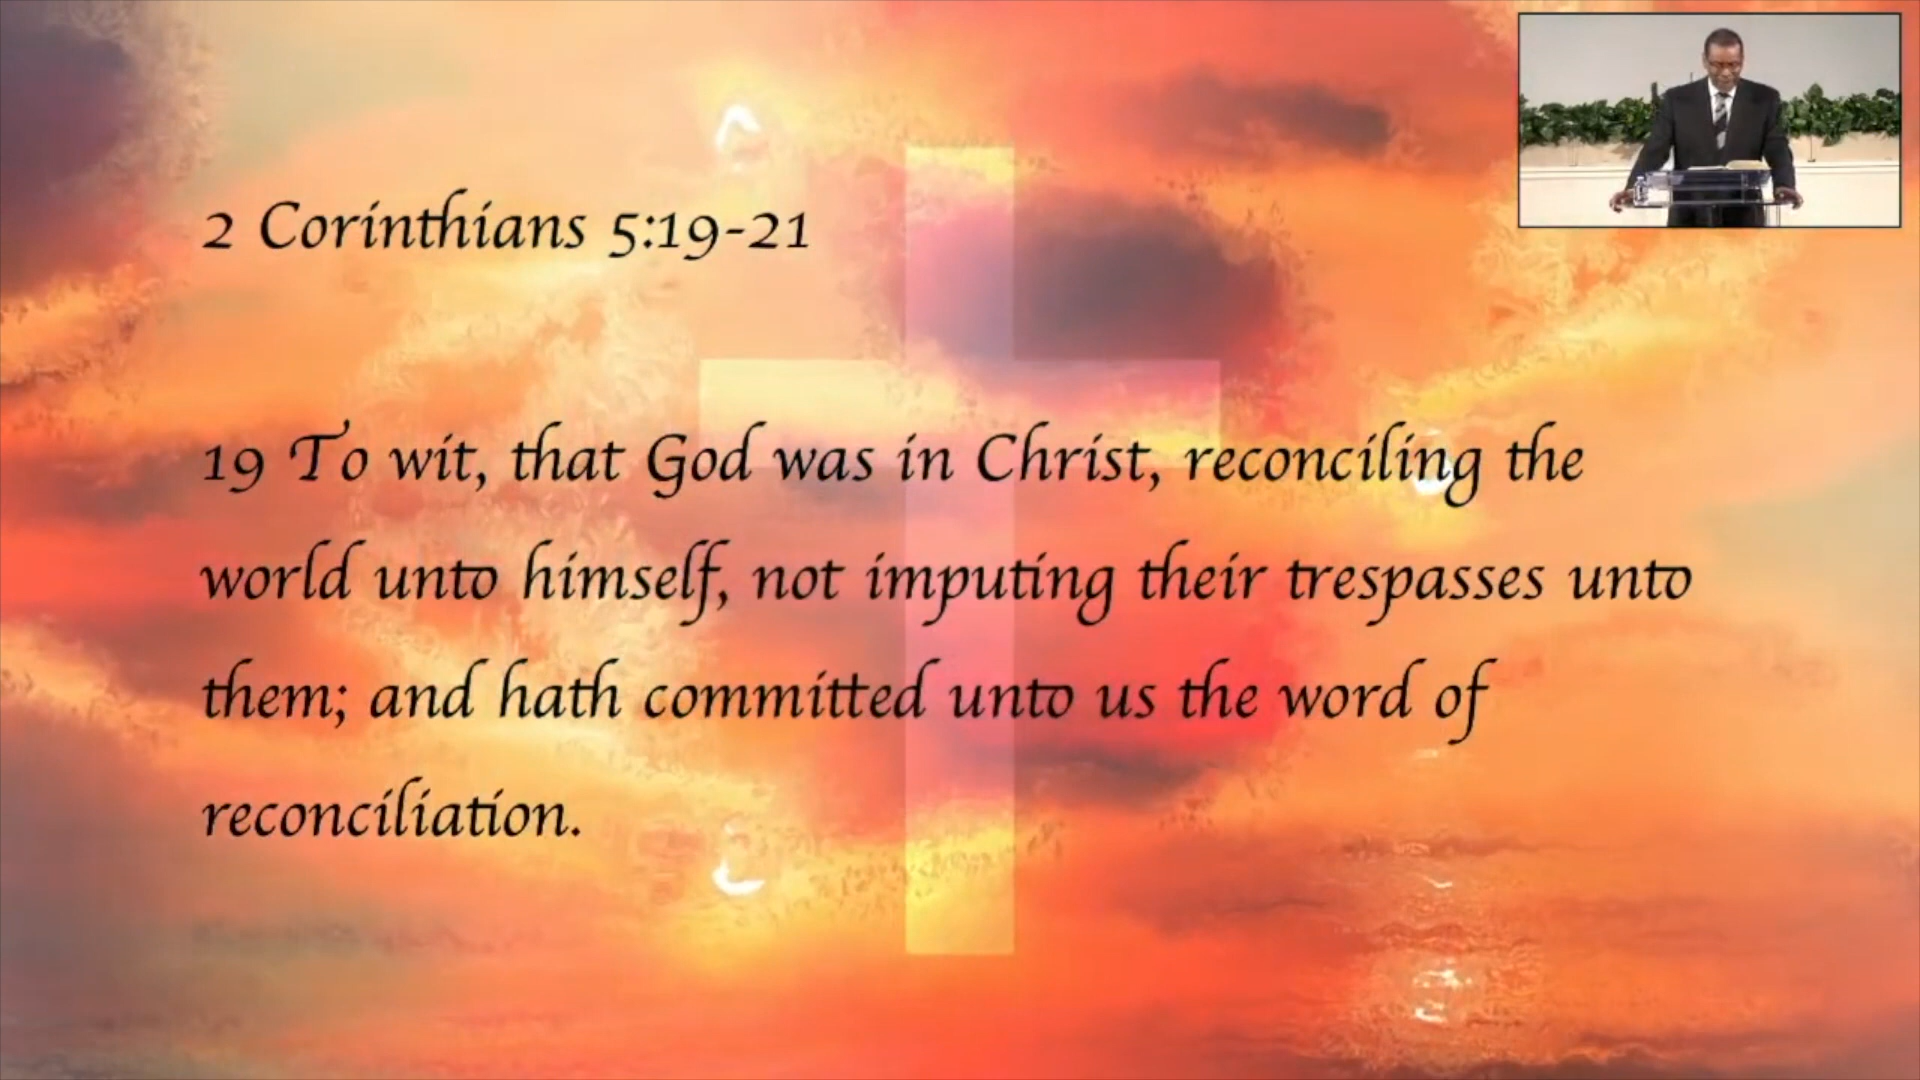 2 Corinthians 5:19-21
19 To wit, that God was in Christ, reconciling the
world unto himself, not imputing their trespasses unto
them; and hath committed unto us the word of
reconciliation.